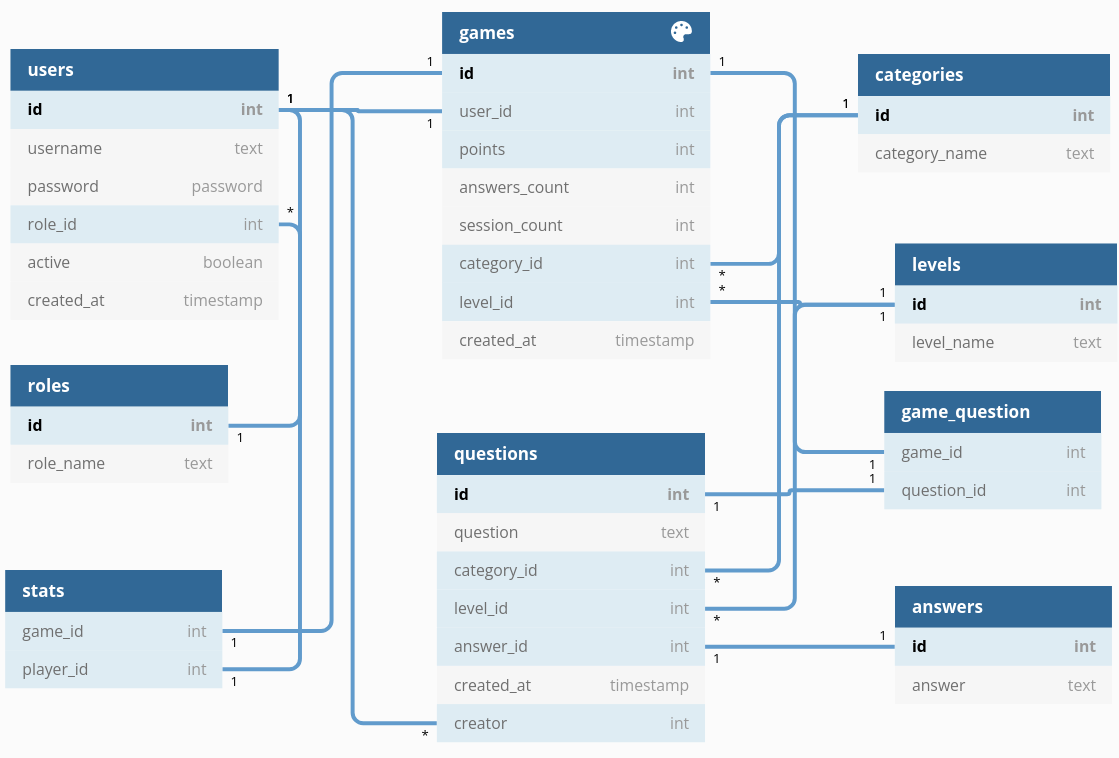 users
id int
username text
password password
role_id int
active boolean
created_at timestamp
1
*
roles
id int
role_name text
1
stats
game_id int
player_id int
1
1
games
id int
user_id int
points int
answers_count int
session_count int
category_id int
level_id int
created_at timestamp
1
1
1
*
*
questions
id int
question text
category_id int
level_id int
answer_id int
created_at timestamp
creator int
1
*
*
1
*
categories
id int
category_name text
1
levels
id int
level_name text
1
1
game_question
game_id int
question_id int
1
1
answers
id int
answer text
1